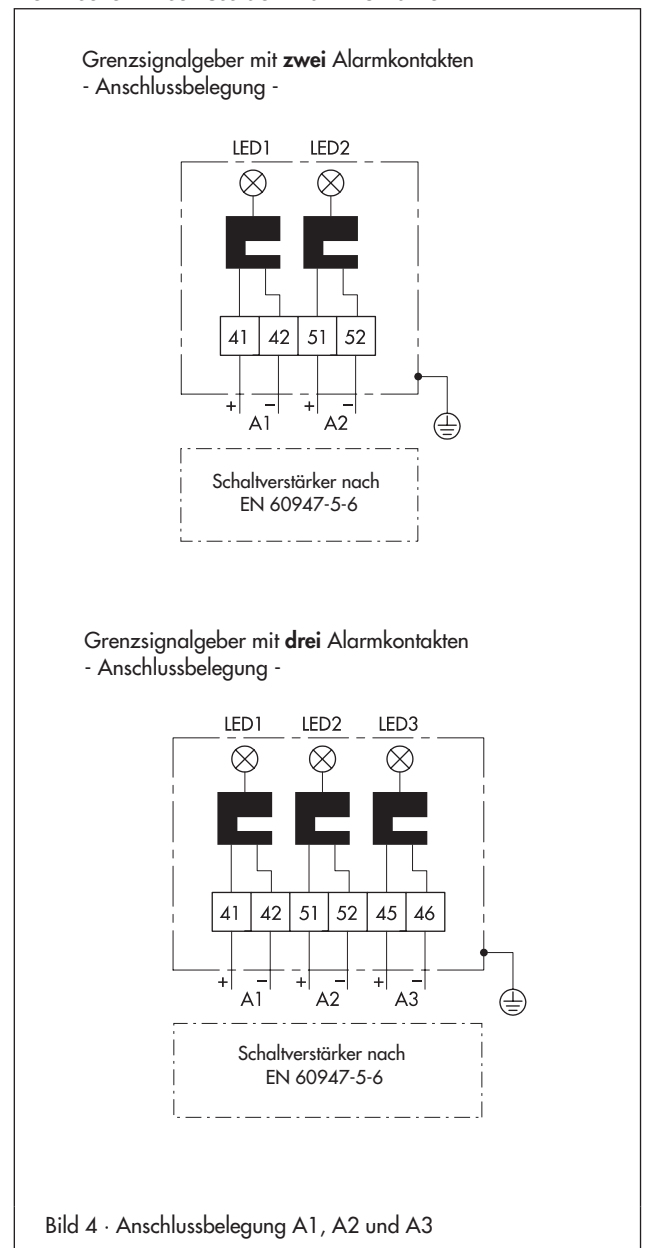 Grenzsignalgeber mit zwei Alarmkontakten
- Anschlussbelegung -
LED1 LED2
41 42 51 52
+ – + –
A1 A2
Schaltverstärker nach
EN 60947-5-6
Grenzsignalgeber mit drei Alarmkontakten
- Anschlussbelegung -
LED1 LED2 LED3
41 42 51 52 45 46
+ – + – + –
A1 A2 A3
Schaltverstärker nach
EN 60947-5-6
Bild 4 · Anschlussbelegung A1, A2 und A3